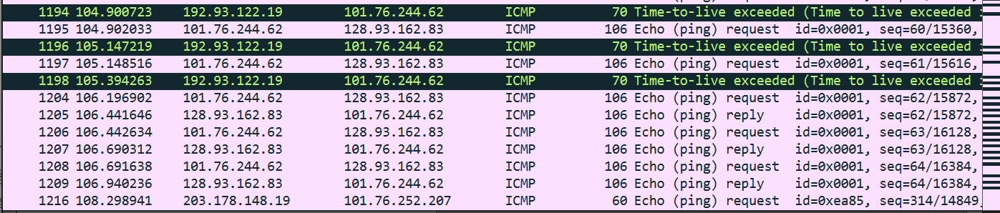 1194 104.900723 192.93.122.19 101.76.244.62 ICMP 70 Time-to-live exceeded (Time to live exceeded
1195 104.902033 101.76.244.62 128.93.162.83 ICMP 106 Echo (ping) request id=0x0001, seq=60/15360,
1196 105.147219 192.93.122.19 101.76.244.62 ICMP 70 Time-to-live exceeded (Time to live exceeded
1197 105.148516 101.76.244.62 128.93.162.83 ICMP 106 Echo (ping) request id=0x0001, seq=61/15616,
1198 105.394263 192.93.122.19 101.76.244.62 ICMP 70 Time-to-live exceeded (Time to live exceeded
1204 106.196902 101.76.244.62 128.93.162.83 ICMP 106 Echo (ping) request id=0x0001, seq=62/15872,
1205 106.441646 128.93.162.83 101.76.244.62 ICMP 106 Echo (ping) reply id=0x0001, seq=62/15872,
1206 106.442634 101.76.244.62 128.93.162.83 ICMP 106 Echo (ping) request id=0x0001, seq=63/16128,
1207 106.690312 128.93.162.83 101.76.244.62 ICMP 106 Echo (ping) reply id=0x0001, seq=63/16128,
1208 106.691638 101.76.244.62 128.93.162.83 ICMP 106 Echo (ping) request id=0x0001, seq=64/16384,
1209 106.940236 128.93.162.83 101.76.244.62 ICMP 106 Echo (ping) reply id=0x0001, seq=64/16384,
1216 108.298941 203.178.148.19 101.76.252.207 ICMP 60 Echo (ping) request id=0xea85, seq=314/14849